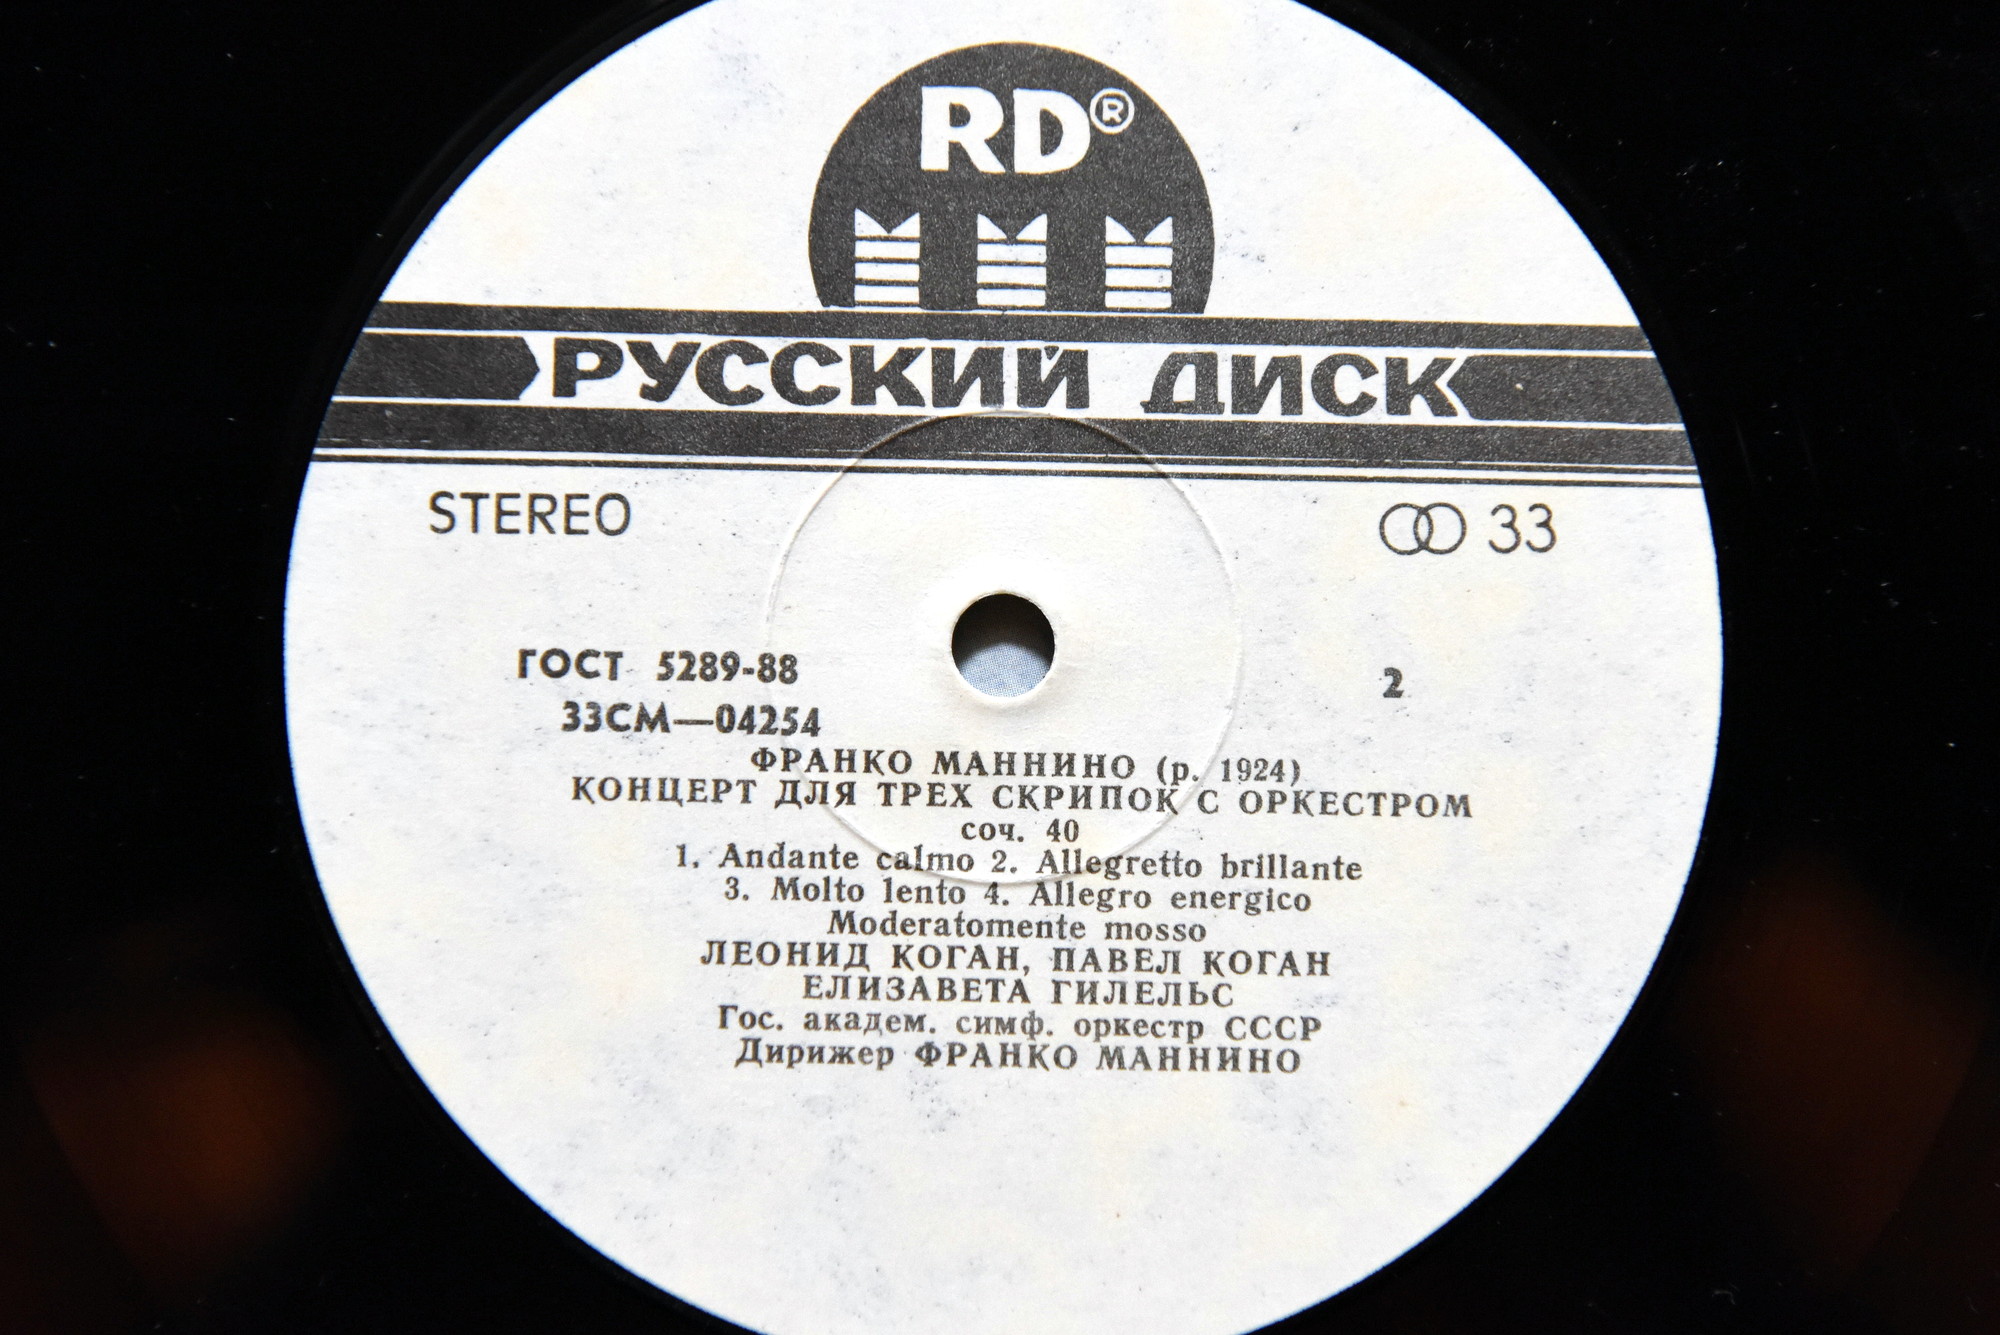 RD®
РУССКИЙ ДИСК
STEREO 33
ГОСТ 5289-88 2
33СМ—04254
ФРАНКО МАННИНО (р. 1924)
КОНЦЕРТ ДЛЯ ТРЕХ СКРИПОК С ОРКЕСТРОМ
соч. 40
1. Andante calmo 2. Allegretto brillante
3. Molto lento 4. Allegro energico
Moderatomente mosso
ЛЕОНИД КОГАН, ПАВЕЛ КОГАН
ЕЛИЗАВЕТА ГИЛЕЛЬС
Гос. академ. симф. оркестр СССР
Дирижер ФРАНКО МАННИНО